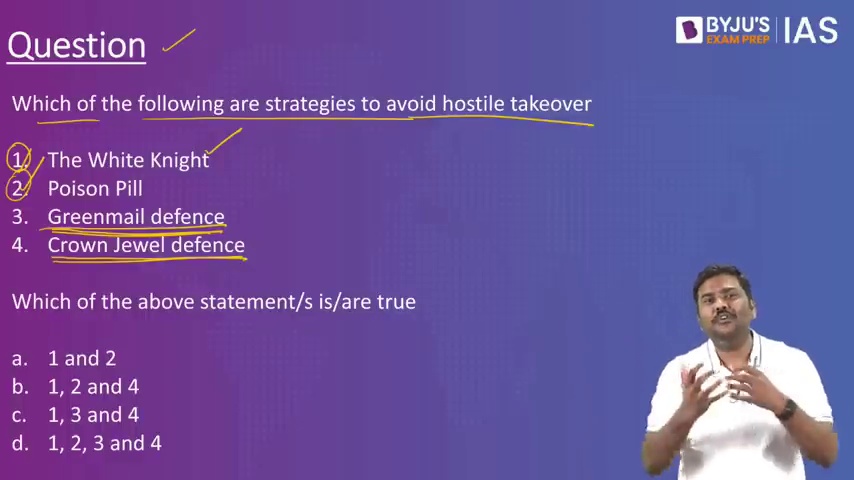 Question
BYJU'S
EXAM PREP
IAS
Which of the following are strategies to avoid hostile takeover
1. The White Knight
2. Poison Pill
3. Greenmail defence
4. Crown Jewel defence
Which of the above statement/s is/are true
a. 1 and 2
b. 1, 2 and 4
c. 1, 3 and 4
d. 1, 2, 3 and 4